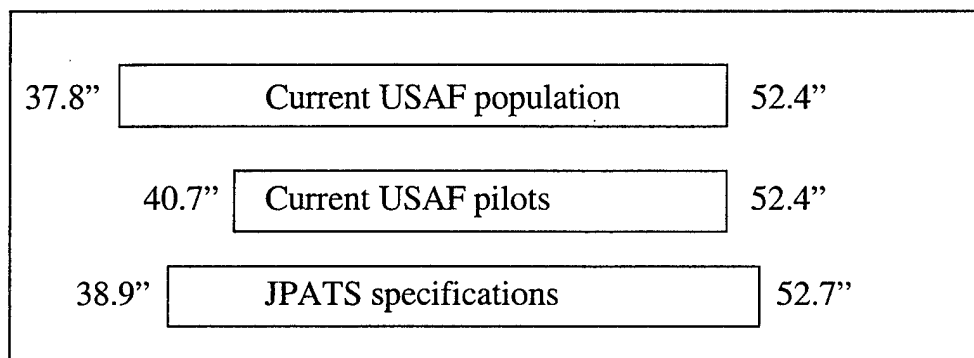 37.8” Current USAF population 52.4”
40.7” Current USAF pilots 52.4”
38.9” JPATS specifications 52.7”